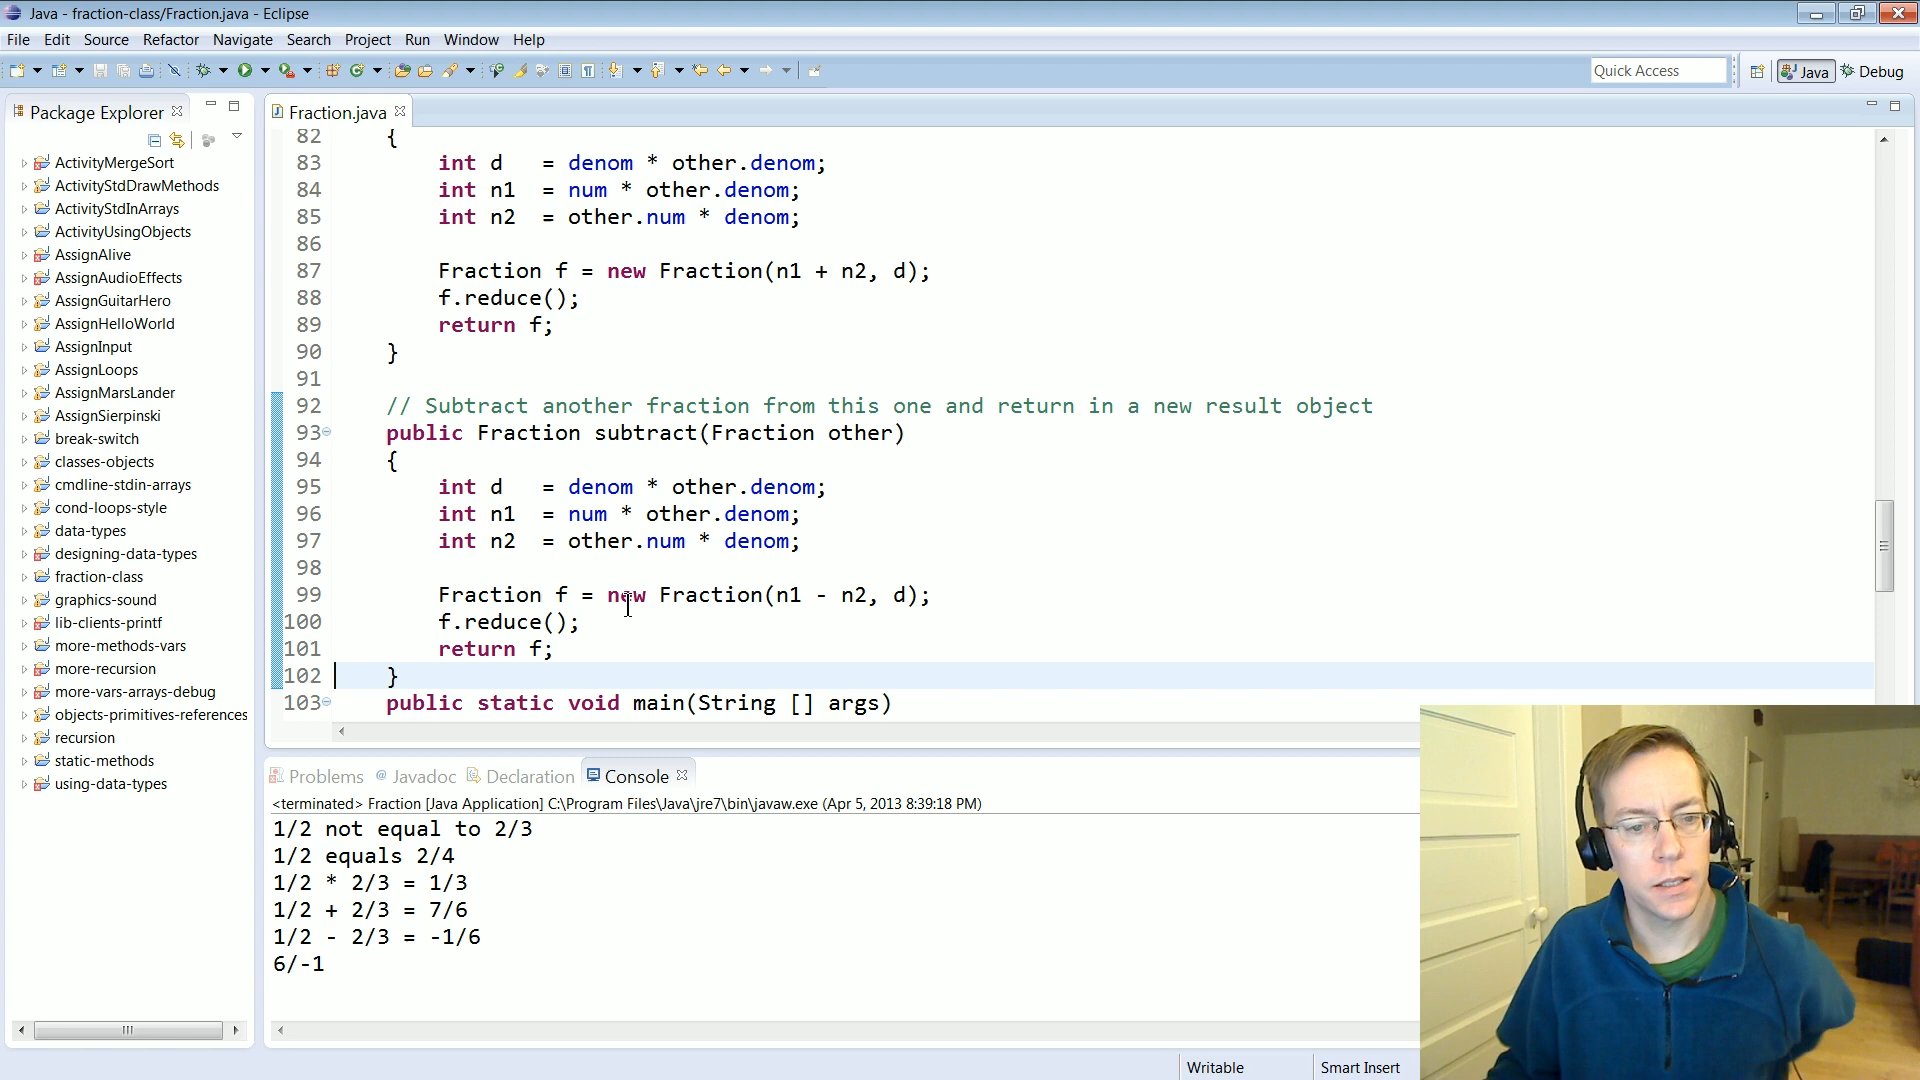 Java - fraction-class/Fraction.java - Eclipse
File Edit Source Refactor Navigate Search Project Run Window Help
Quick Access
Java
Debug
Package Explorer
ActivityMergeSort
ActivityStdDrawMethods
ActivityStdInArrays
ActivityUsingObjects
AssignAlive
AssignAudioEffects
AssignGuitarHero
AssignHelloWorld
AssignInput
AssignLoops
AssignMarsLander
AssignSierpinski
break-switch
classes-objects
cmdline-stdin-arrays
cond-loops-style
data-types
designing-data-types
fraction-class
graphics-sound
lib-clients-printf
more-methods-vars
more-recursion
more-vars-arrays-debug
objects-primitives-references
recursion
static-methods
using-data-types
Fraction.java
82 {
83 int d = denom * other.denom;
84 int n1 = num * other.denom;
85 int n2 = other.num * denom;
86
87 Fraction f = new Fraction(n1 + n2, d);
88 f.reduce();
89 return f;
90 }
91
92 // Subtract another fraction from this one and return in a new result object
93 public Fraction subtract(Fraction other)
94 {
95 int d = denom * other.denom;
96 int n1 = num * other.denom;
97 int n2 = other.num * denom;
98
99 Fraction f = new Fraction(n1 - n2, d);
100 f.reduce();
101 return f;
102 }
103 public static void main(String [] args)
Problems Javadoc Declaration Console
<terminated> Fraction [Java Application] C:\Program Files\Java\jre7\bin\javaw.exe (Apr 5, 2013 8:39:18 PM)
1/2 not equal to 2/3
1/2 equals 2/4
1/2 * 2/3 = 1/3
1/2 + 2/3 = 7/6
1/2 - 2/3 = -1/6
6/-1
Writable
Smart Insert